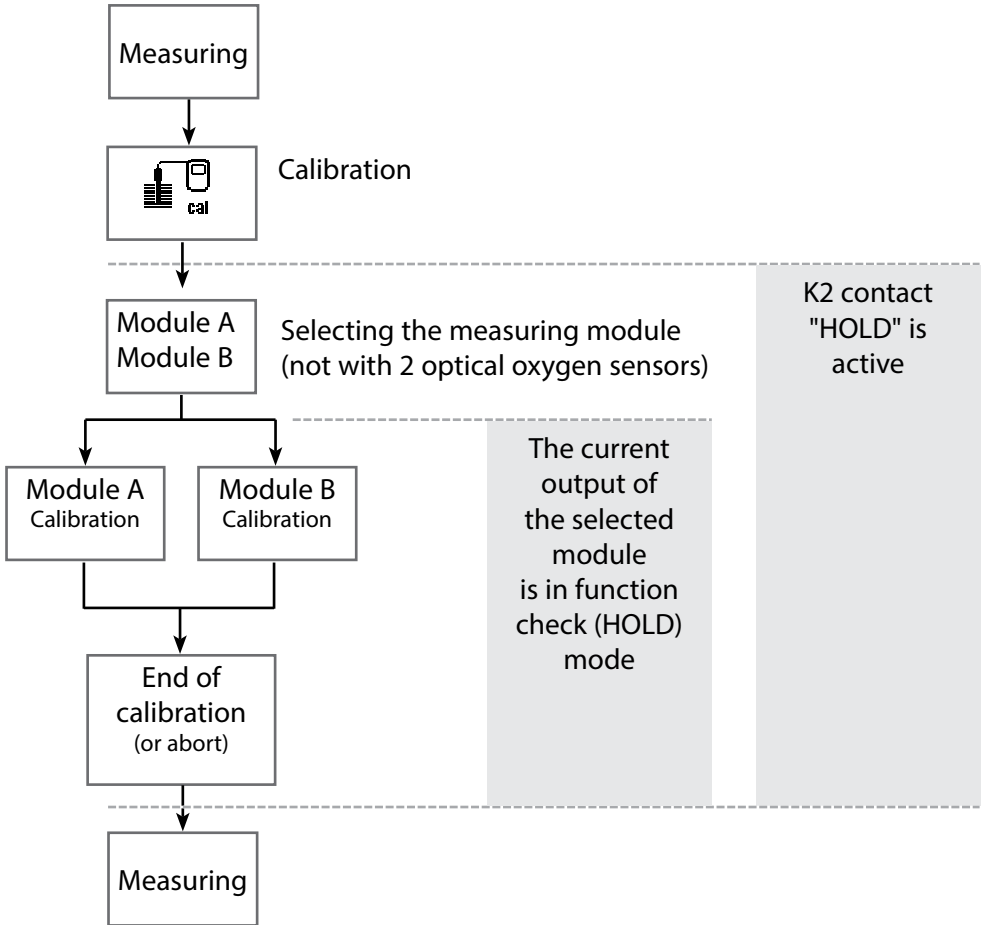 Measuring
cal
Calibration
Module A
Module B
Selecting the measuring module
(not with 2 optical oxygen sensors)
K2 contact
"HOLD" is
active
Module A
Calibration
Module B
Calibration
The current
output of
the selected
module
is in function
check (HOLD)
mode
End of
calibration
(or abort)
Measuring